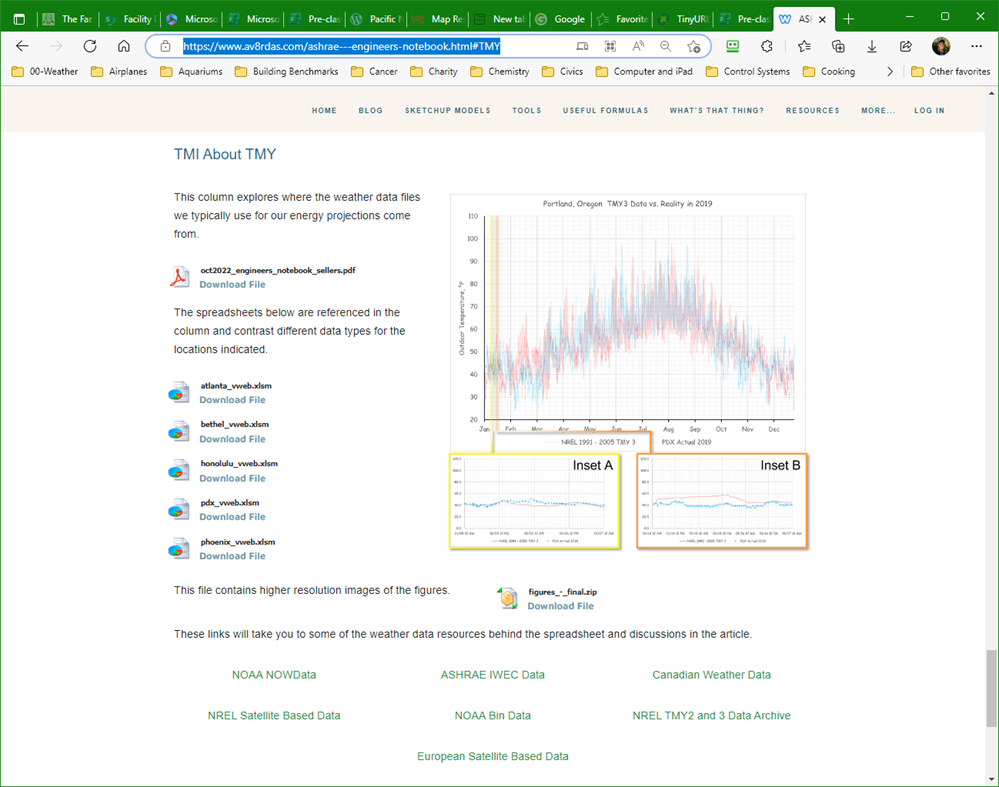 The Far
Facility
Microso
Microso
Pre-clas
Pacific N
Map Re
New tab
Google
Favorite
TinyURL
Pre-clas
ASH
https://www.av8rdas.com/ashrae---engineers-notebook.html#TMY
00-Weather
Airplanes
Aquariums
Building Benchmarks
Cancer
Charity
Chemistry
Civics
Computer and iPad
Control Systems
Cooking
Other favorites
HOME
BLOG
SKETCHUP MODELS
TOOLS
USEFUL FORMULAS
WHAT'S THAT THING?
RESOURCES
MORE...
LOG IN
TMI About TMY
This column explores where the weather data files
we typically use for our energy projections come
from.
oct2022_engineers_notebook_sellers.pdf
Download File
The spreadsheets below are referenced in the
column and contrast different data types for the
locations indicated.
atlanta_vweb.xlsm
Download File
bethel_vweb.xlsm
Download File
honolulu_vweb.xlsm
Download File
pdx_vweb.xlsm
Download File
phoenix_vweb.xlsm
Download File
Portland, Oregon TMY3 Data vs. Reality in 2019
Outdoor Temperature, °F
110
100
90
80
70
60
50
40
30
20
Jan Feb Mar Apr May Jun Jul Aug Sep Oct Nov Dec
NREL 1991 - 2005 TMY 3
PDX Actual 2019
Inset A
Inset B
This file contains higher resolution images of the figures.
figures_-_final.zip
Download File
These links will take you to some of the weather data resources behind the spreadsheet and discussions in the article.
NOAA NOWData
ASHRAE IWEC Data
Canadian Weather Data
NREL Satellite Based Data
NOAA Bin Data
NREL TMY2 and 3 Data Archive
European Satellite Based Data